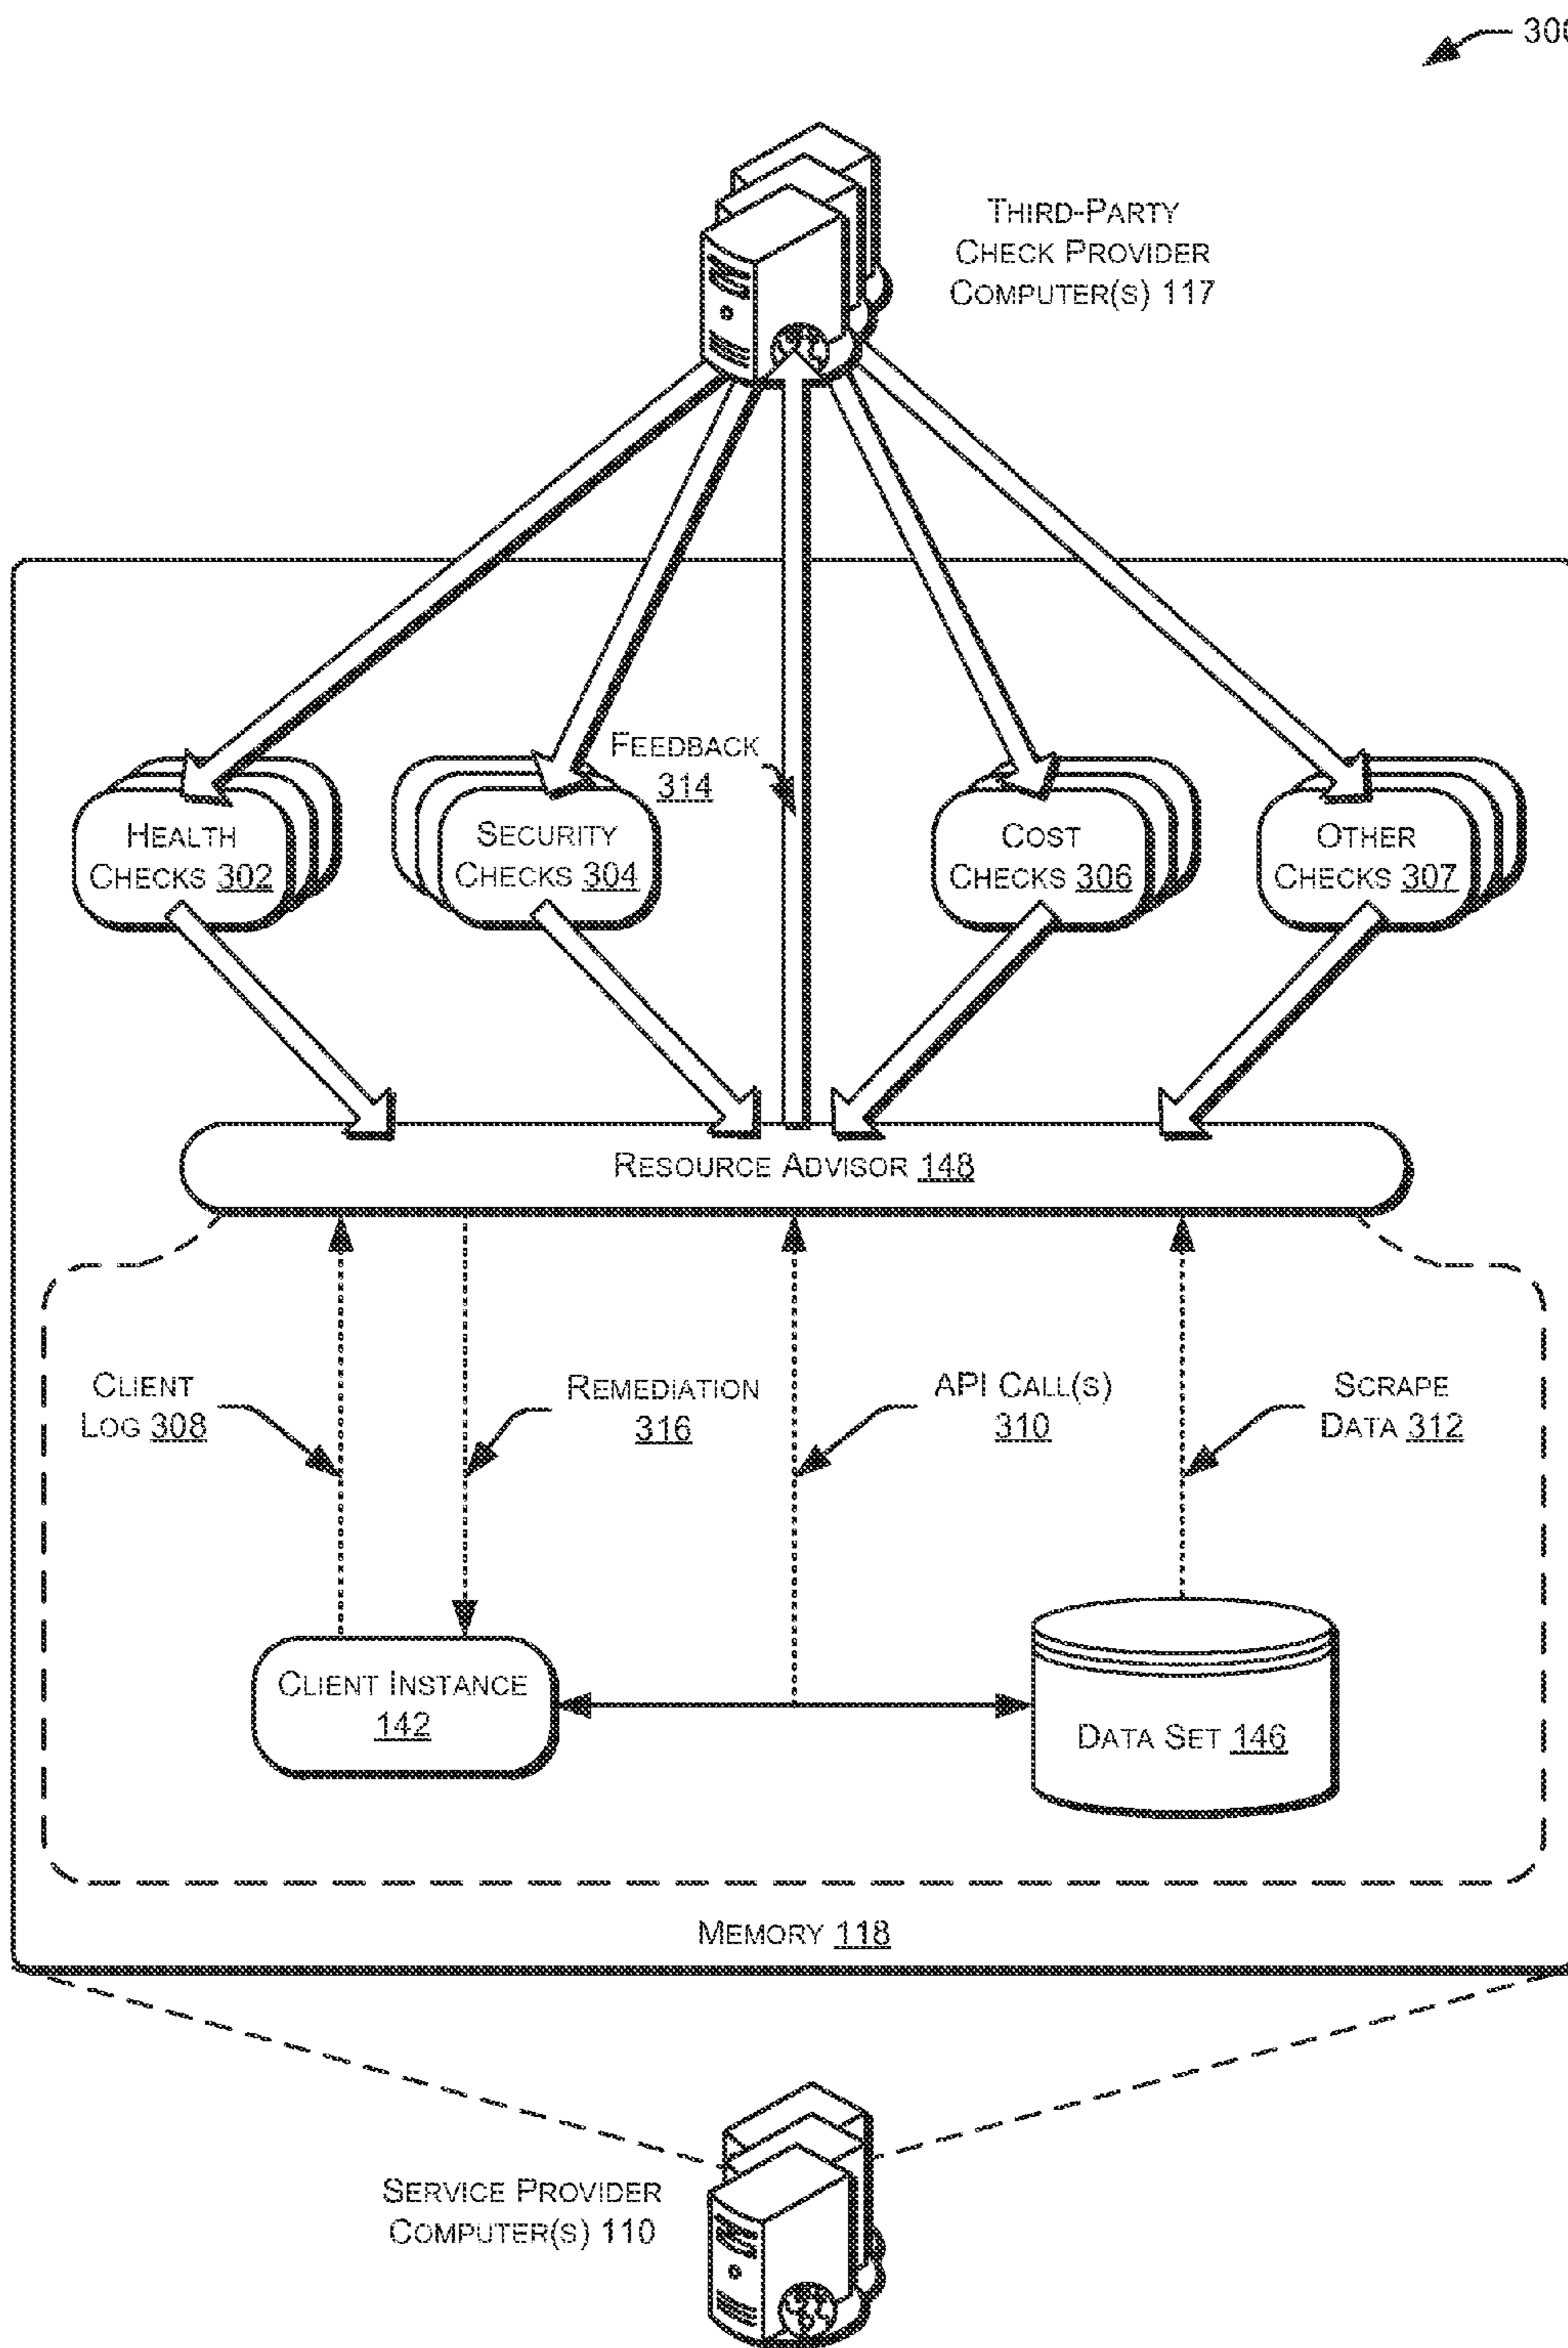 300
THIRD-PARTY
CHECK PROVIDER
COMPUTER(S) 117
FEEDBACK
314
HEALTH
CHECKS 302
SECURITY
CHECKS 304
COST
CHECKS 306
OTHER
CHECKS 307
RESOURCE ADVISOR 148
CLIENT
LOG 308
REMEDIATION
316
API CALL(S)
310
SCRAPE
DATA 312
CLIENT INSTANCE
142
DATA SET 146
MEMORY 118
SERVICE PROVIDER
COMPUTER(S) 110